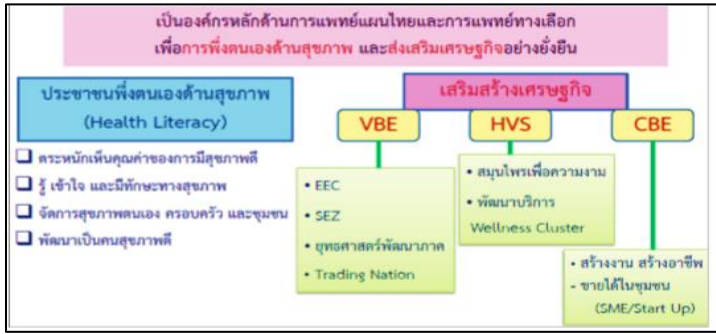 เป็นองค์กรหลักด้านการแพทย์แผนไทยและการแพทย์ทางเลือก
เพื่อการพึ่งตนเองด้านสุขภาพ และส่งเสริมเศรษฐกิจอย่างยั่งยืน
ประชาชนพึ่งตนเองด้านสุขภาพ
(Health Literacy)
❑ ตระหนักเห็นคุณค่าของการมีสุขภาพดี
❑ รู้ เข้าใจ และมีทักษะทางสุขภาพ
❑ จัดการสุขภาพตนเอง ครอบครัว และชุมชน
❑ พัฒนาเป็นคนสุขภาพดี
เสริมสร้างเศรษฐกิจ
VBE
HVS
CBE
• EEC
• SEZ
• ยุทธศาสตร์พัฒนาภาค
• Trading Nation
• สมุนไพรเพื่อความงาม
• พัฒนาบริการ
Wellness Cluster
• สร้างงาน สร้างอาชีพ
- ขายได้ในชุมชน
(SME/Start Up)